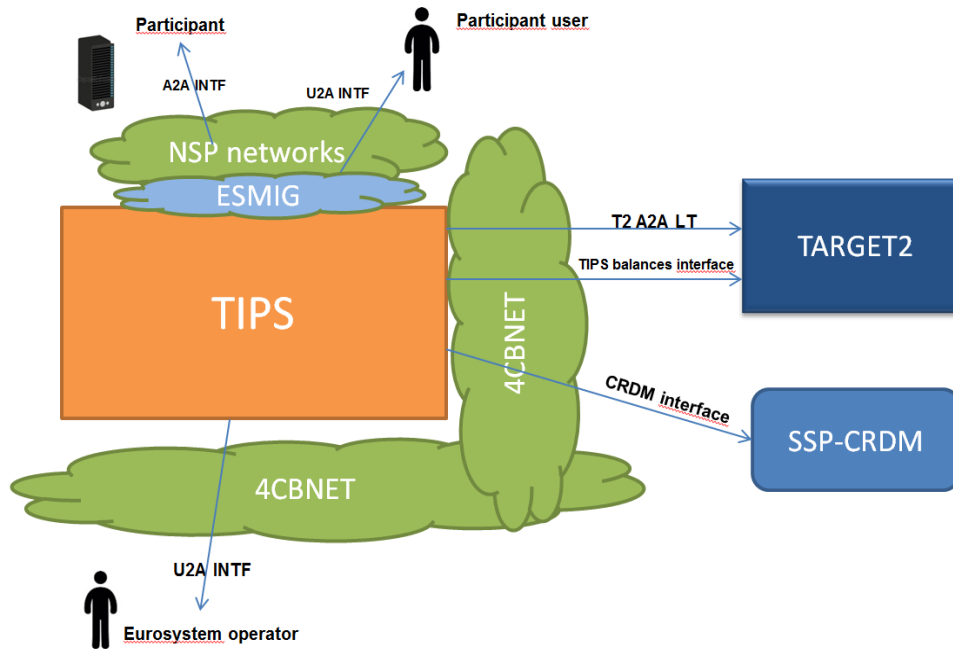 Participant
Participant user
A2A INTF
U2A INTF
NSP networks
ESMIG
T2 A2A LT
TARGET2
TIPS balances interface
TIPS
4CBNET
CRDM interface
SSP-CRDM
4CBNET
U2A INTF
Eurosystem operator